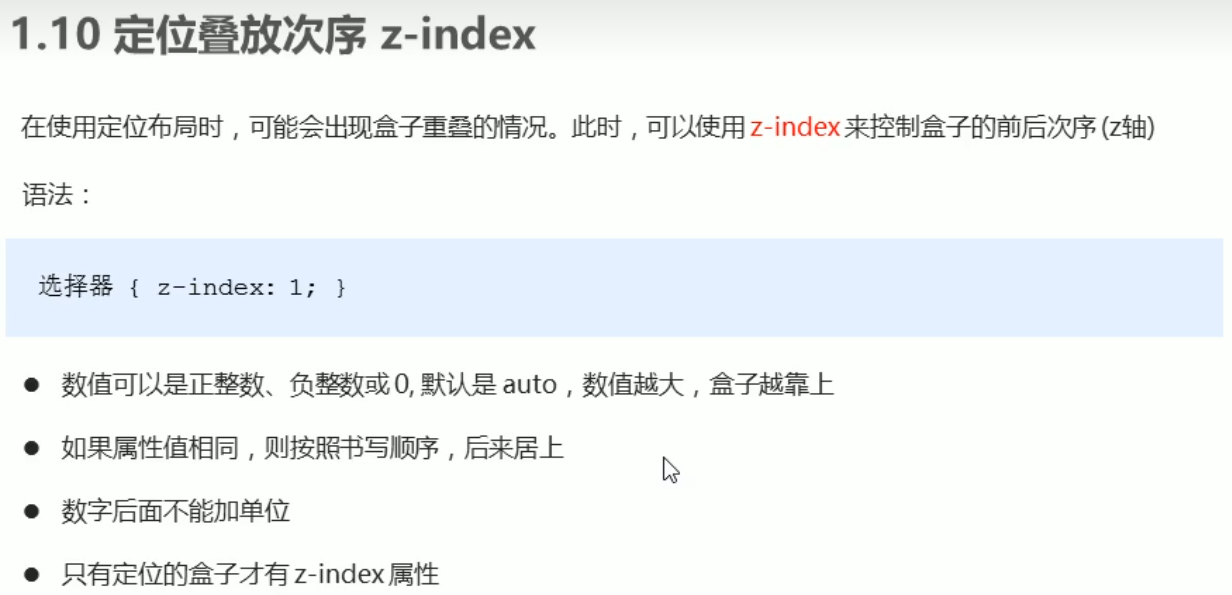 1.10 定位叠放次序 z-index
在使用定位布局时，可能会出现盒子重叠的情况。此时，可以使用 z-index 来控制盒子的前后次序 (z轴)
语法：
选择器 { z-index: 1; }
● 数值可以是正整数、负整数或 0, 默认是 auto，数值越大，盒子越靠上
● 如果属性值相同，则按照书写顺序，后来居上
● 数字后面不能加单位
● 只有定位的盒子才有 z-index 属性